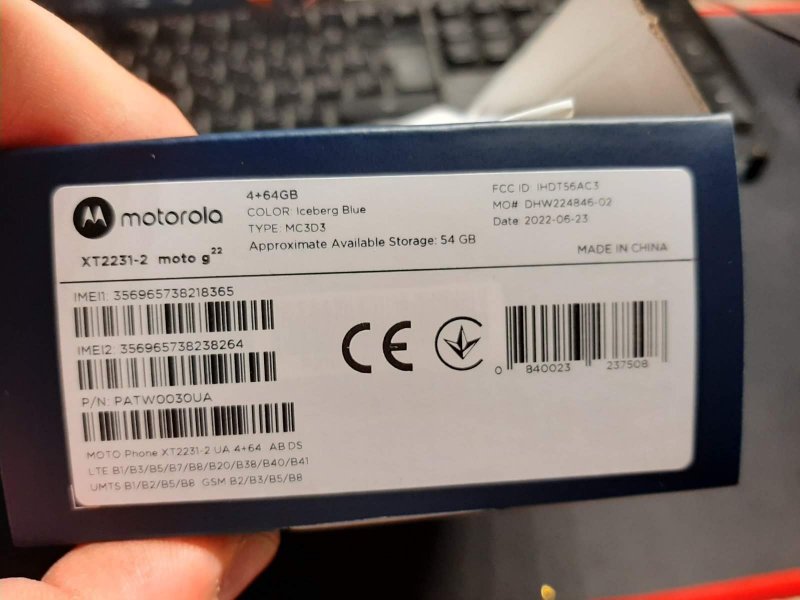 motorola
XT2231-2 moto g22
4+64GB
COLOR: Iceberg Blue
TYPE: MC3D3
Approximate Available Storage: 54 GB
FCC ID: IHDT56AC3
MO# DHW224846-02
Date: 2022-06-23
MADE IN CHINA
IMEI1: 356965738218365
IMEI2: 356965738238264
P/N: PATW0030UA
MOTO Phone XT2231-2 UA 4+64 AB DS
LTE B1/B3/B5/B7/B8/B20/B38/B40/B41
UMTS B1/B2/B5/B8 GSM B2/B3/B5/B8
CE
0 840023 237508